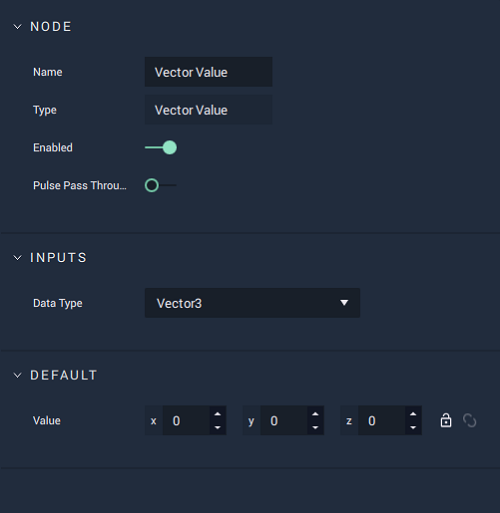 NODE
Name Vector Value
Type Vector Value
Enabled
Pulse Pass Throu...
INPUTS
Data Type Vector3
DEFAULT
Value x 0 y 0 z 0